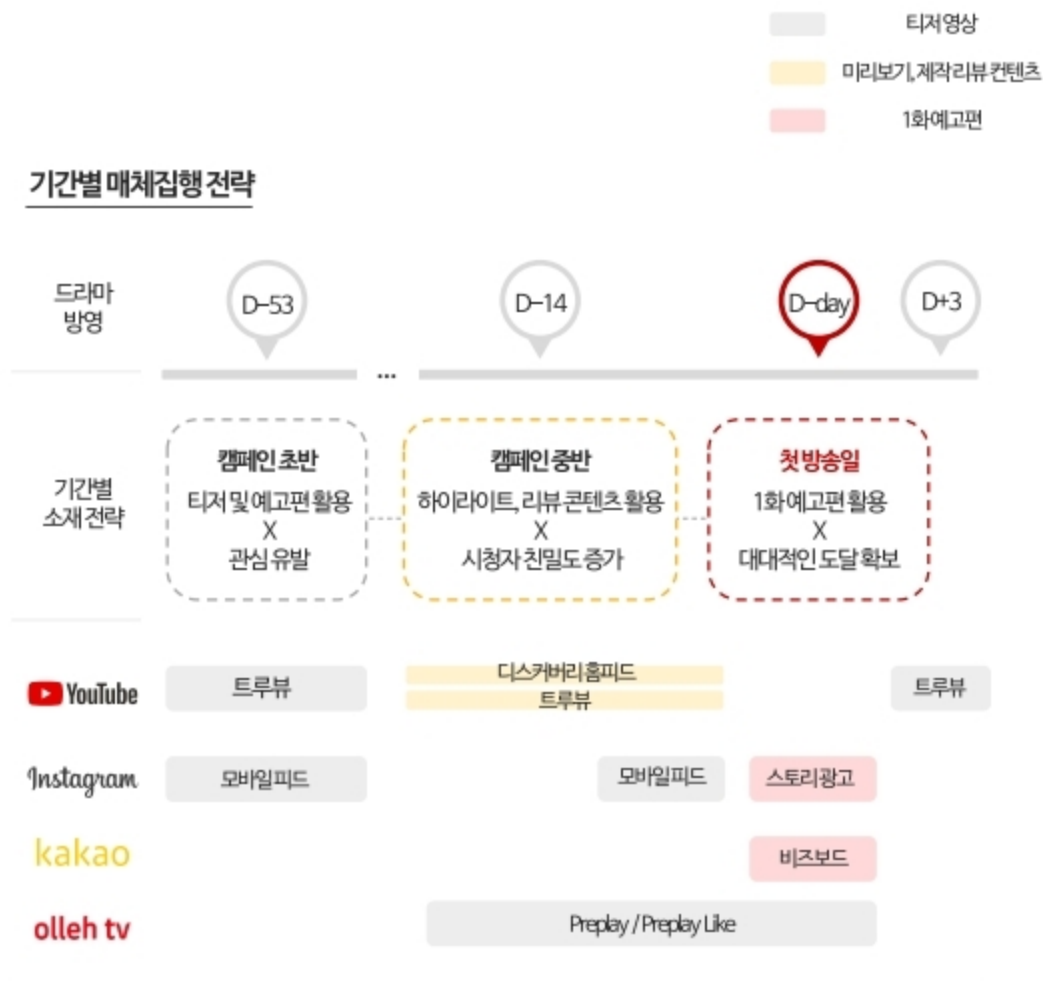 티저 영상
미리보기, 제작 리뷰 컨텐츠
1화 예고편
기간별 매체집행 전략
드라마
방영
D-53
D-14
D-day
D+3
...
기간별
소재 전략
캠페인 초반
티저 및 예고편 활용
X
관심 유발
캠페인 중반
하이라이트, 리뷰 콘텐츠 활용
X
시청자 친밀도 증가
첫 방송일
1화 예고편 활용
X
대대적인 도달 확보
YouTube
트루뷰
디스커버리 홈피드
트루뷰
트루뷰
Instagram
모바일 피드
모바일 피드
스토리 광고
kakao
비즈보드
olleh tv
Preplay / Preplay Like